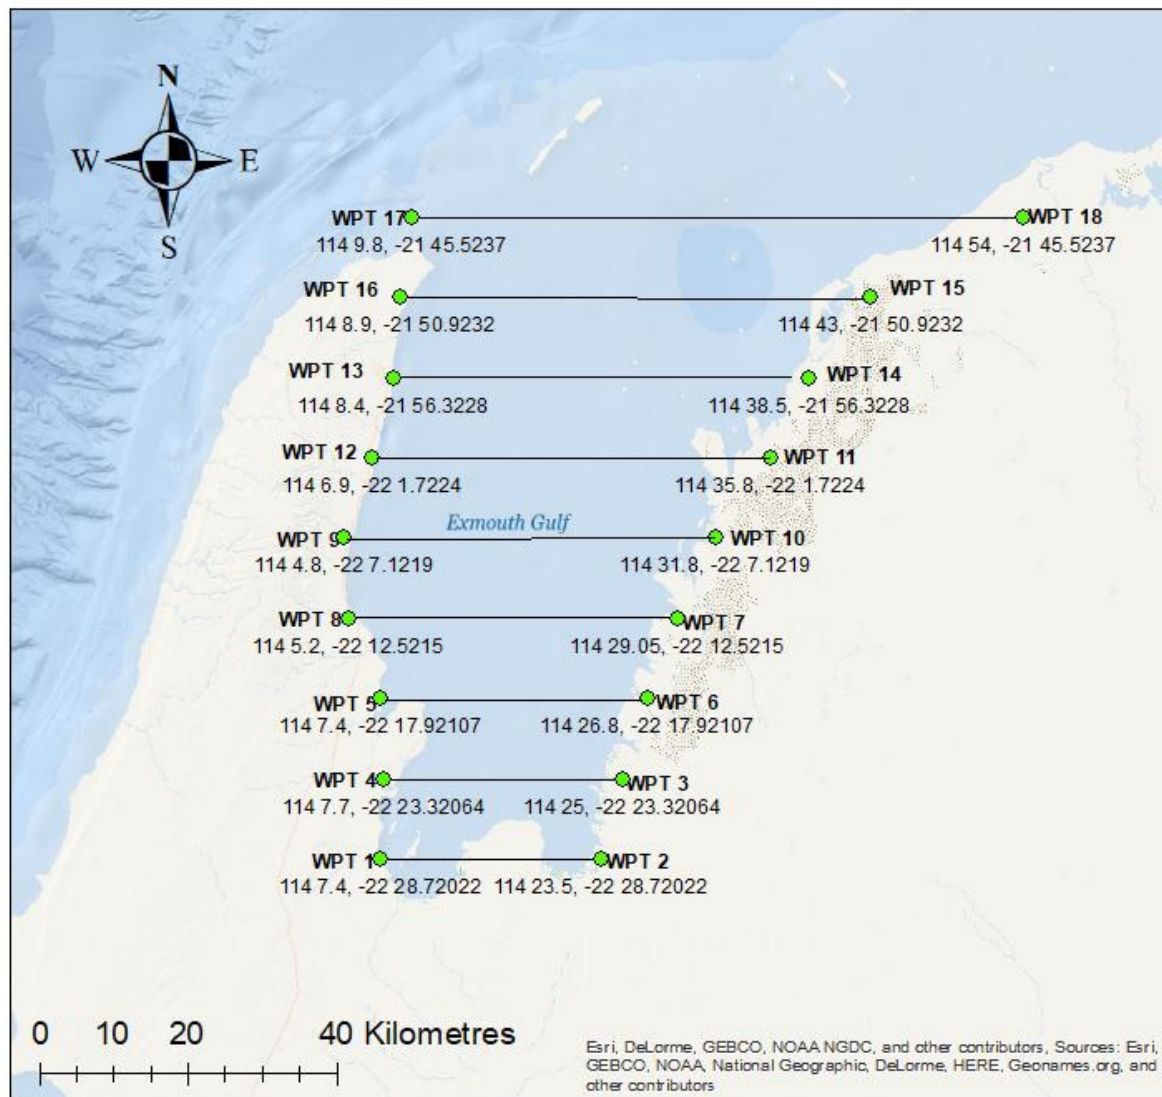 N
W E
S
WPT 17 WPT 18
114 9.8, -21 45.5237 114 54, -21 45.5237
WPT 16 WPT 15
114 8.9, -21 50.9232 114 43, -21 50.9232
WPT 13 WPT 14
114 8.4, -21 56.3228 114 38.5, -21 56.3228
WPT 12 WPT 11
114 6.9, -22 1.7224 114 35.8, -22 1.7224
Exmouth Gulf
WPT 9 WPT 10
114 4.8, -22 7.1219 114 31.8, -22 7.1219
WPT 8 WPT 7
114 5.2, -22 12.5215 114 29.05, -22 12.5215
WPT 5 WPT 6
114 7.4, -22 17.92107 114 26.8, -22 17.92107
WPT 4 WPT 3
114 7.7, -22 23.32064 114 25, -22 23.32064
WPT 1 WPT 2
114 7.4, -22 28.72022 114 23.5, -22 28.72022
0 10 20 40 Kilometres
Esri, DeLorme, GEBCO, NOAA NGDC, and other contributors, Sources: Esri,
GEBCO, NOAA, National Geographic, DeLorme, HERE, Geonames.org, and
other contributors